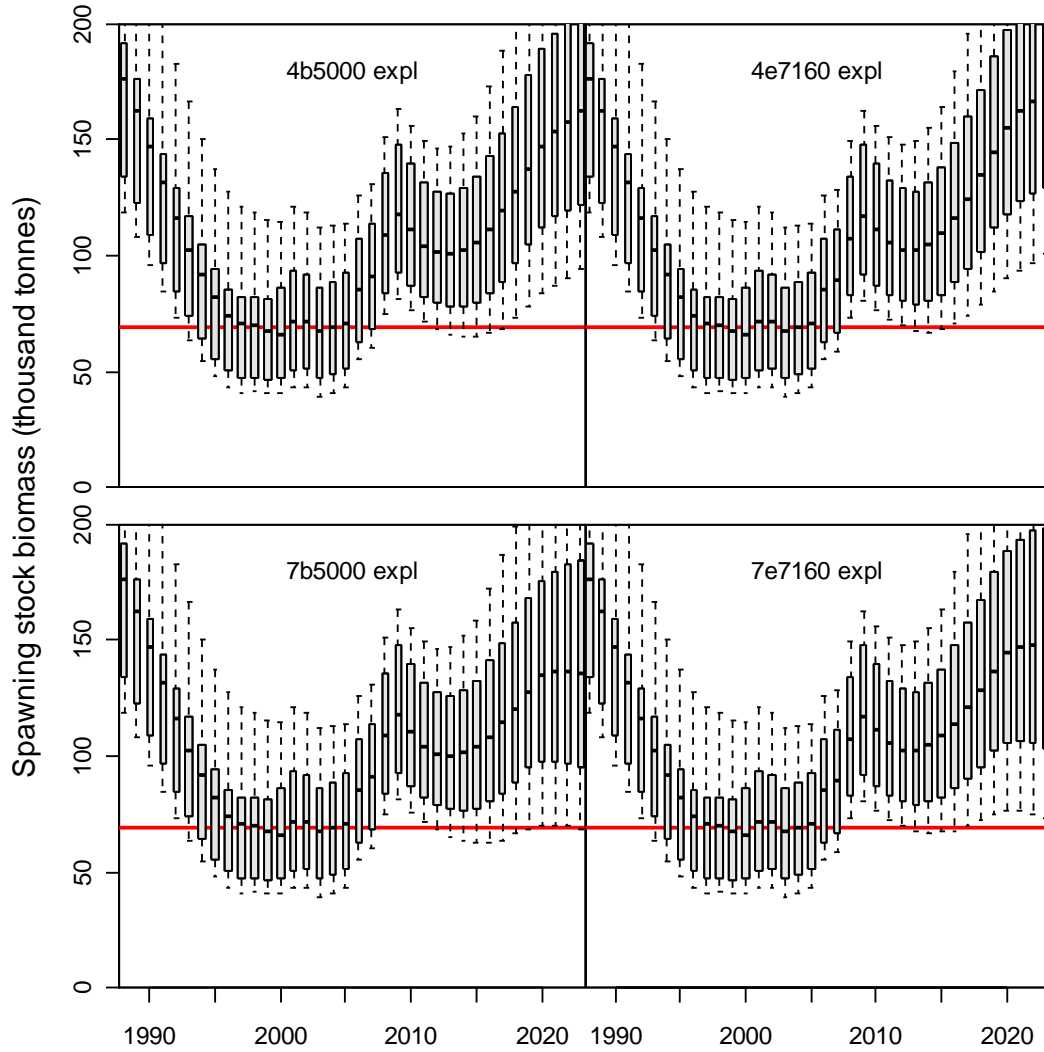 Spawning stock biomass (thousand tonnes)
200
150
100
50
0
4b5000 expl
4e7160 expl
200
150
100
50
0
7b5000 expl
7e7160 expl
1990 2000 2010 2020 1990 2000 2010 2020